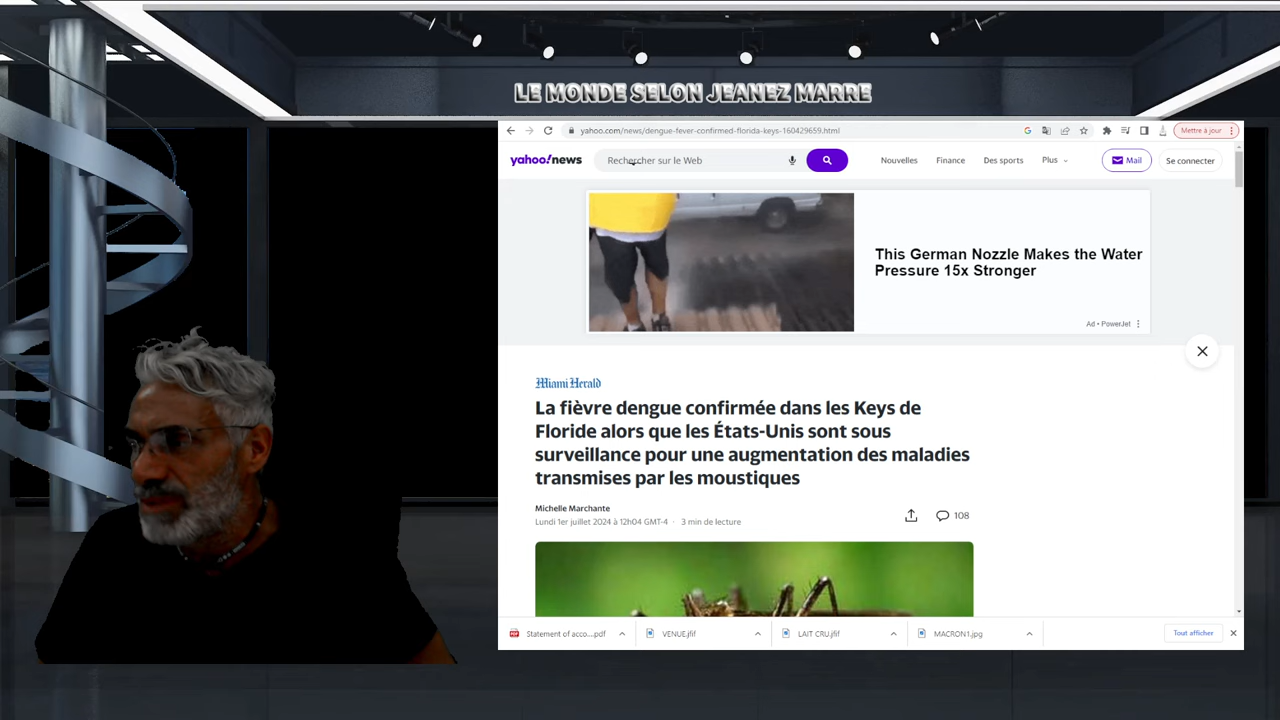 LE MONDE SELON JEANEZ MARRE
yahoo.com/news/dengue-fever-confirmed-florida-keys-160429659.html
Mettre à jour
yahoo!news
Rechercher sur le Web
Nouvelles
Finance
Des sports
Plus
Mail
Se connecter
This German Nozzle Makes the Water
Pressure 15x Stronger
Ad • PowerJet
Miami Herald
La fièvre dengue confirmée dans les Keys de
Floride alors que les États-Unis sont sous
surveillance pour une augmentation des maladies
transmises par les moustiques
Michelle Marchante
Lundi 1er juillet 2024 à 12h04 GMT-4 · 3 min de lecture
108
Statement of acco....pdf
VENUE.jfif
LAIT CRU.jfif
MACRON1.jpg
Tout afficher